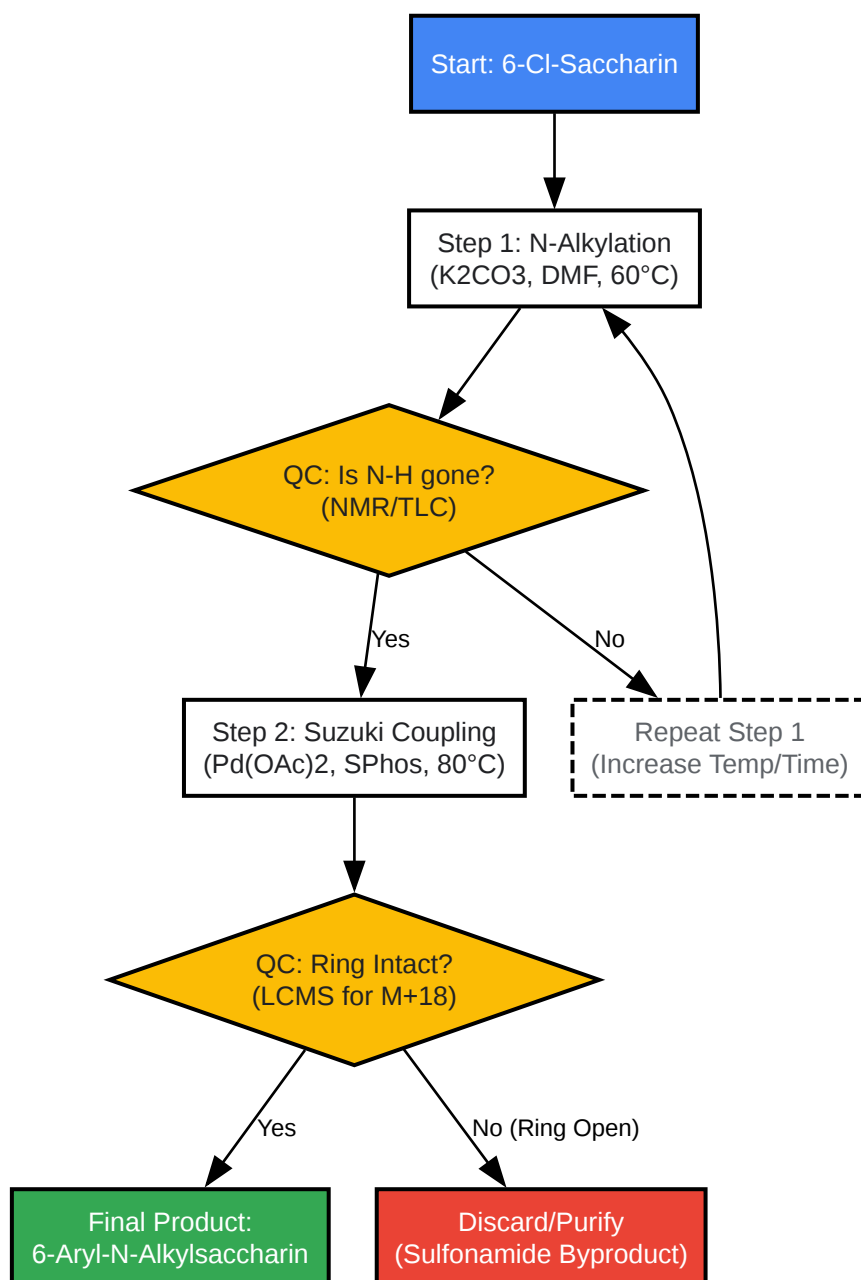 Start: 6-Cl-Saccharin
Step 1: N-Alkylation
(K2CO3, DMF, 60°C)
QC: Is N-H gone?
(NMR/TLC)
Yes
No
Step 2: Suzuki Coupling
(Pd(OAc)2, SPhos, 80°C)
Repeat Step 1
(Increase Temp/Time)
QC: Ring Intact?
(LCMS for M+18)
Yes
No (Ring Open)
Final Product:
6-Aryl-N-Alkylsaccharin
Discard/Purify
(Sulfonamide Byproduct)